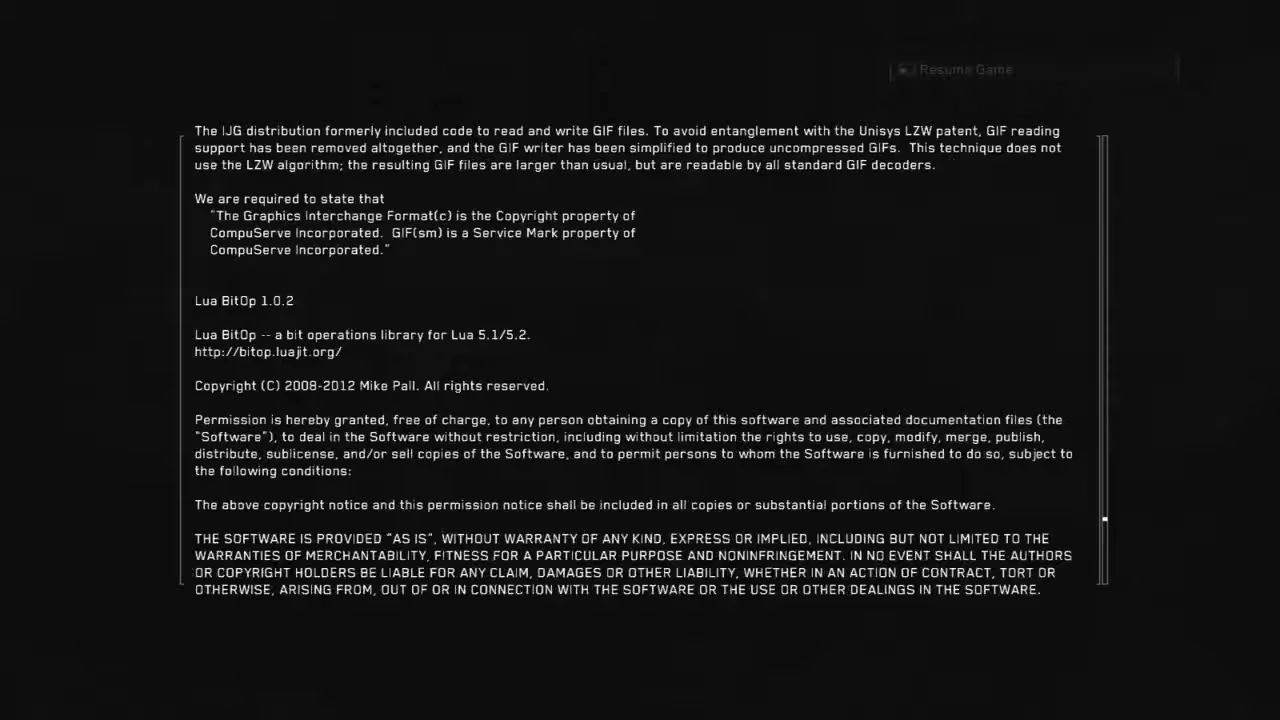 Resume Game
The IJG distribution formerly included code to read and write GIF files. To avoid entanglement with the Unisys LZW patent, GIF reading
support has been removed altogether, and the GIF writer has been simplified to produce uncompressed GIFs. This technique does not
use the LZW algorithm; the resulting GIF files are larger than usual, but are readable by all standard GIF decoders.
We are required to state that
"The Graphics Interchange Format(c) is the Copyright property of
CompuServe Incorporated. GIF(sm) is a Service Mark property of
CompuServe Incorporated."
Lua BitOp 1.0.2
Lua BitOp -- a bit operations library for Lua 5.1/5.2.
http://bitop.luajit.org/
Copyright (C) 2008-2012 Mike Pall. All rights reserved.
Permission is hereby granted, free of charge, to any person obtaining a copy of this software and associated documentation files (the
"Software"), to deal in the Software without restriction, including without limitation the rights to use, copy, modify, merge, publish,
distribute, sublicense, and/or sell copies of the Software, and to permit persons to whom the Software is furnished to do so, subject to
the following conditions:
The above copyright notice and this permission notice shall be included in all copies or substantial portions of the Software.
THE SOFTWARE IS PROVIDED "AS IS", WITHOUT WARRANTY OF ANY KIND, EXPRESS OR IMPLIED, INCLUDING BUT NOT LIMITED TO THE
WARRANTIES OF MERCHANTABILITY, FITNESS FOR A PARTICULAR PURPOSE AND NONINFRINGEMENT. IN NO EVENT SHALL THE AUTHORS
OR COPYRIGHT HOLDERS BE LIABLE FOR ANY CLAIM, DAMAGES OR OTHER LIABILITY, WHETHER IN AN ACTION OF CONTRACT, TORT OR
OTHERWISE, ARISING FROM, OUT OF OR IN CONNECTION WITH THE SOFTWARE OR THE USE OR OTHER DEALINGS IN THE SOFTWARE.